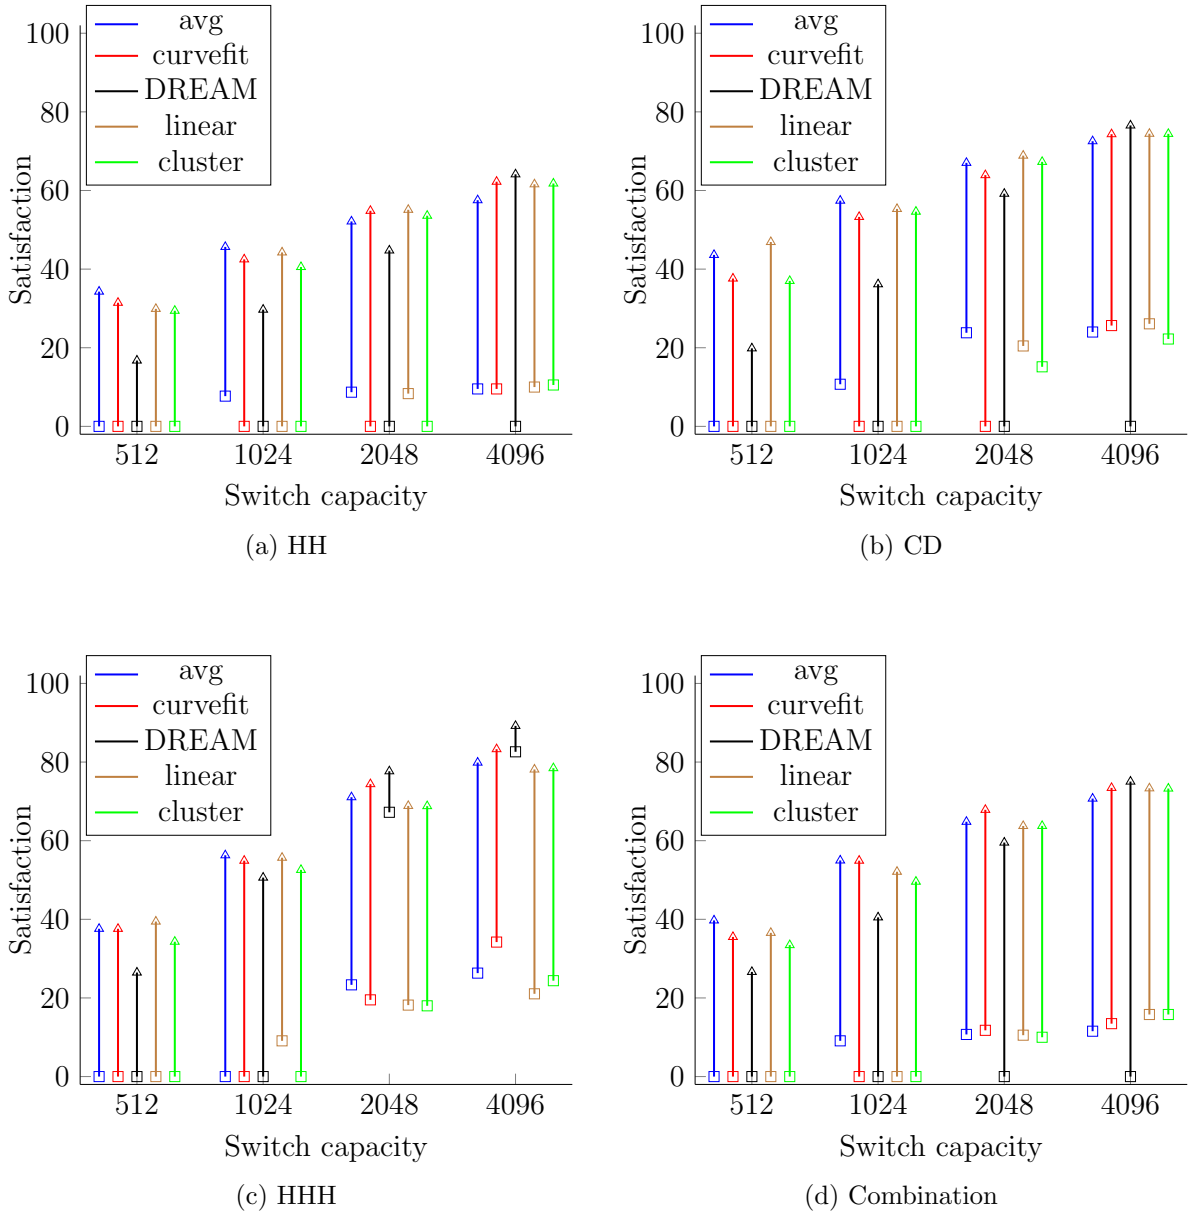 avg
curvefit
DREAM
linear
cluster
100
80
60
40
20
0
Satisfaction
512 1024 2048 4096
Switch capacity
(a) HH
avg
curvefit
DREAM
linear
cluster
100
80
60
40
20
0
Satisfaction
512 1024 2048 4096
Switch capacity
(b) CD
avg
curvefit
DREAM
linear
cluster
100
80
60
40
20
0
Satisfaction
512 1024 2048 4096
Switch capacity
(c) HHH
avg
curvefit
DREAM
linear
cluster
100
80
60
40
20
0
Satisfaction
512 1024 2048 4096
Switch capacity
(d) Combination